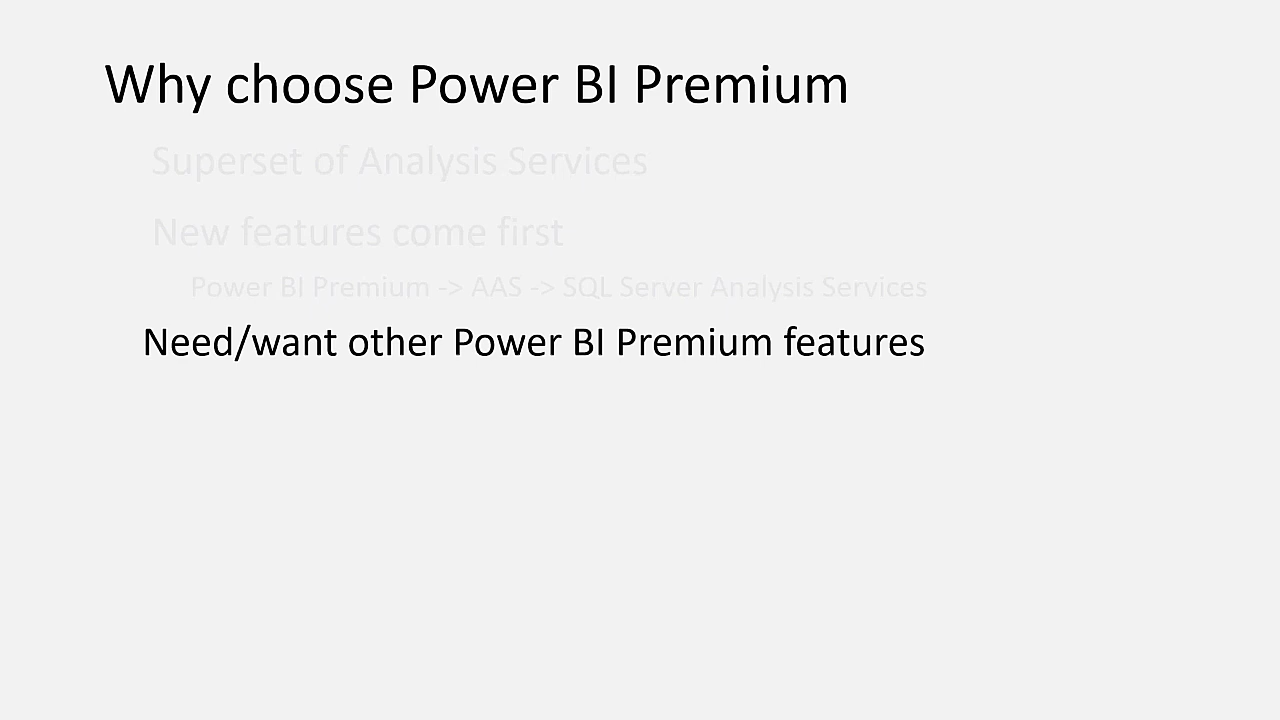 Why choose Power BI Premium
Superset of Analysis Services
New features come first
Power BI Premium -> AAS -> SQL Server Analysis Services
Need/want other Power BI Premium features